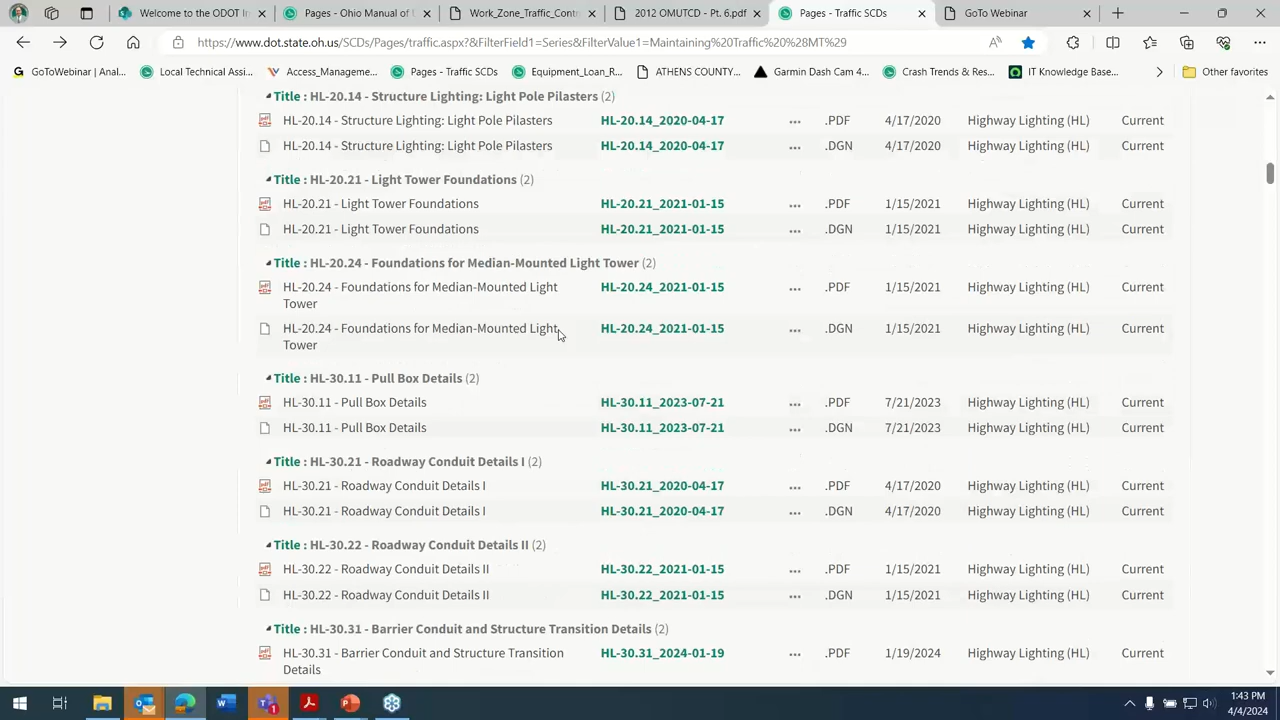 Welcome to the ODOT In
Pages - Ohio Manual of U
Work_Zone_Traffic_Contr
2012 OMUTCD - Pt. 6.pdf
Pages - Traffic SCDs
GoTo Webinar
https://www.dot.state.oh.us/SCDs/Pages/traffic.aspx?&FilterField1=Series&FilterValue1=Maintaining%20Traffic%20%28MT%29
GoToWebinar | Anal...
Local Technical Assi...
Access_Manageme...
Pages - Traffic SCDs
Equipment_Loan_R...
ATHENS COUNTY...
Garmin Dash Cam 4...
Crash Trends & Res...
IT Knowledge Base...
Other favorites
Title : HL-20.14 - Structure Lighting: Light Pole Pilasters (2)
HL-20.14 - Structure Lighting: Light Pole Pilasters HL-20.14_2020-04-17 ... .PDF 4/17/2020 Highway Lighting (HL) Current
HL-20.14 - Structure Lighting: Light Pole Pilasters HL-20.14_2020-04-17 ... .DGN 4/17/2020 Highway Lighting (HL) Current
Title : HL-20.21 - Light Tower Foundations (2)
HL-20.21 - Light Tower Foundations HL-20.21_2021-01-15 ... .PDF 1/15/2021 Highway Lighting (HL) Current
HL-20.21 - Light Tower Foundations HL-20.21_2021-01-15 ... .DGN 1/15/2021 Highway Lighting (HL) Current
Title : HL-20.24 - Foundations for Median-Mounted Light Tower (2)
HL-20.24 - Foundations for Median-Mounted Light HL-20.24_2021-01-15 ... .PDF 1/15/2021 Highway Lighting (HL) Current
Tower
HL-20.24 - Foundations for Median-Mounted Light HL-20.24_2021-01-15 ... .DGN 1/15/2021 Highway Lighting (HL) Current
Tower
Title : HL-30.11 - Pull Box Details (2)
HL-30.11 - Pull Box Details HL-30.11_2023-07-21 ... .PDF 7/21/2023 Highway Lighting (HL) Current
HL-30.11 - Pull Box Details HL-30.11_2023-07-21 ... .DGN 7/21/2023 Highway Lighting (HL) Current
Title : HL-30.21 - Roadway Conduit Details I (2)
HL-30.21 - Roadway Conduit Details I HL-30.21_2020-04-17 ... .PDF 4/17/2020 Highway Lighting (HL) Current
HL-30.21 - Roadway Conduit Details I HL-30.21_2020-04-17 ... .DGN 4/17/2020 Highway Lighting (HL) Current
Title : HL-30.22 - Roadway Conduit Details II (2)
HL-30.22 - Roadway Conduit Details II HL-30.22_2021-01-15 ... .PDF 1/15/2021 Highway Lighting (HL) Current
HL-30.22 - Roadway Conduit Details II HL-30.22_2021-01-15 ... .DGN 1/15/2021 Highway Lighting (HL) Current
Title : HL-30.31 - Barrier Conduit and Structure Transition Details (2)
HL-30.31 - Barrier Conduit and Structure Transition HL-30.31_2024-01-19 ... .PDF 1/19/2024 Highway Lighting (HL) Current
Details
1:43 PM
4/4/2024